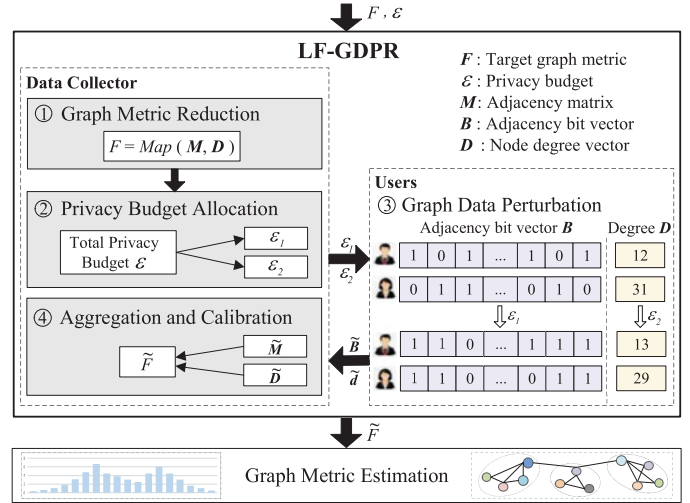 F , ε
LF-GDPR
F : Target graph metric
ε : Privacy budget
M : Adjacency matrix
B : Adjacency bit vector
D : Node degree vector
Data Collector
① Graph Metric Reduction
F = Map ( M, D )
② Privacy Budget Allocation
Total Privacy
Budget ε
ε₁
ε₂
④ Aggregation and Calibration
F̃
M̃
D̃
ε₁
ε₂
B̃
d̃
Users
③ Graph Data Perturbation
Adjacency bit vector B
Degree D
1 0 1 ... 1 0 1
12
0 1 1 ... 0 1 0
31
ε₁
ε₂
1 1 0 ... 1 1 1
13
1 1 1 ... 0 1 1
29
F̃
Graph Metric Estimation